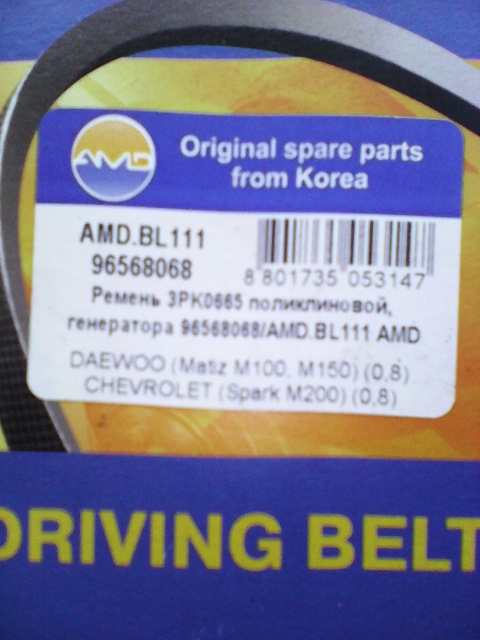 AMD
Original spare parts
from Korea
AMD.BL111
96568068
8 801735 053147
Ремень 3PK0665 поликлиновой,
генератора 96568068/AMD.BL111 AMD
DAEWOO (Matiz M100, M150) (0,8)
CHEVROLET (Spark M200) (0,8)
DRIVING BELT